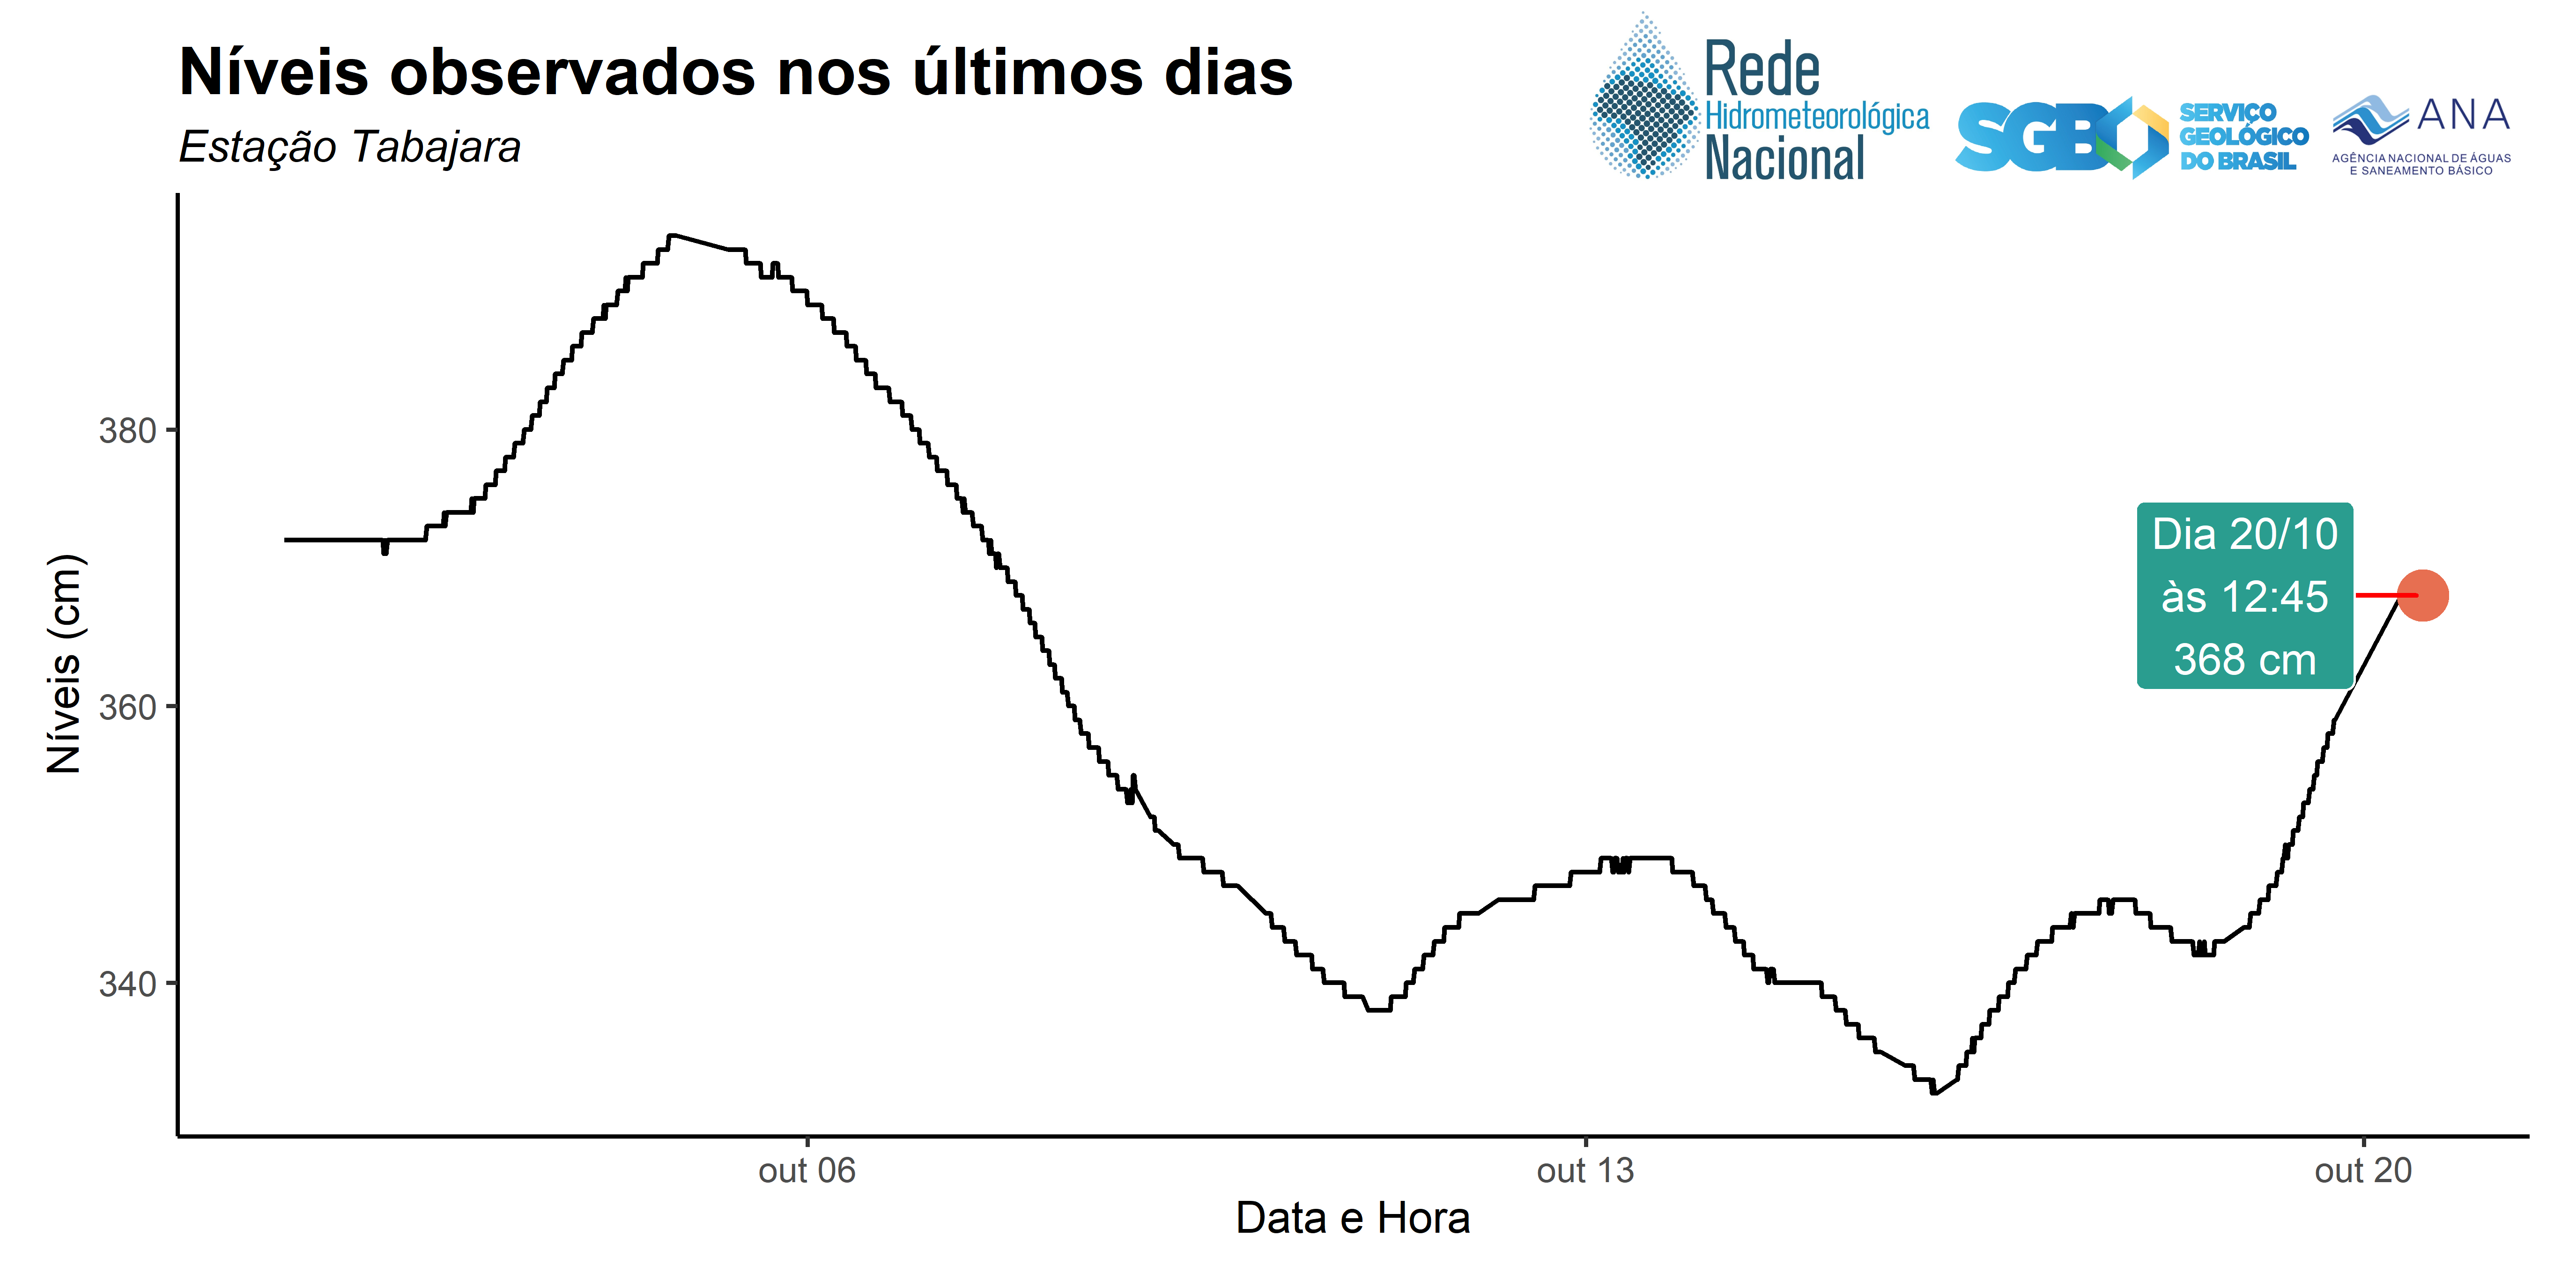 Níveis observados nos últimos dias
Estação Tabajara
Rede
Hidrometeorológica
Nacional
SGB
SERVIÇO
GEOLÓGICO
DO BRASIL
ANA
AGÊNCIA NACIONAL DE ÁGUAS
E SANEAMENTO BÁSICO
Níveis (cm)
380
360
340
Dia 20/10
às 12:45
368 cm
out 06
out 13
out 20
Data e Hora